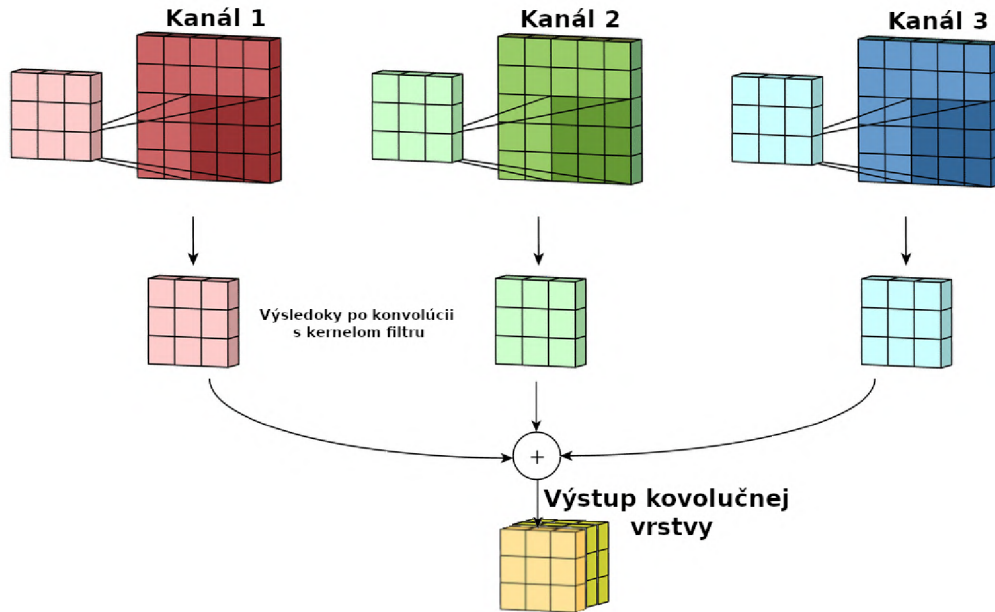 Kanál 1
Kanál 2
Kanál 3
Výsledoky po konvolúcii
s kernelom filtru
+
Výstup kovolučnej
vrstvy